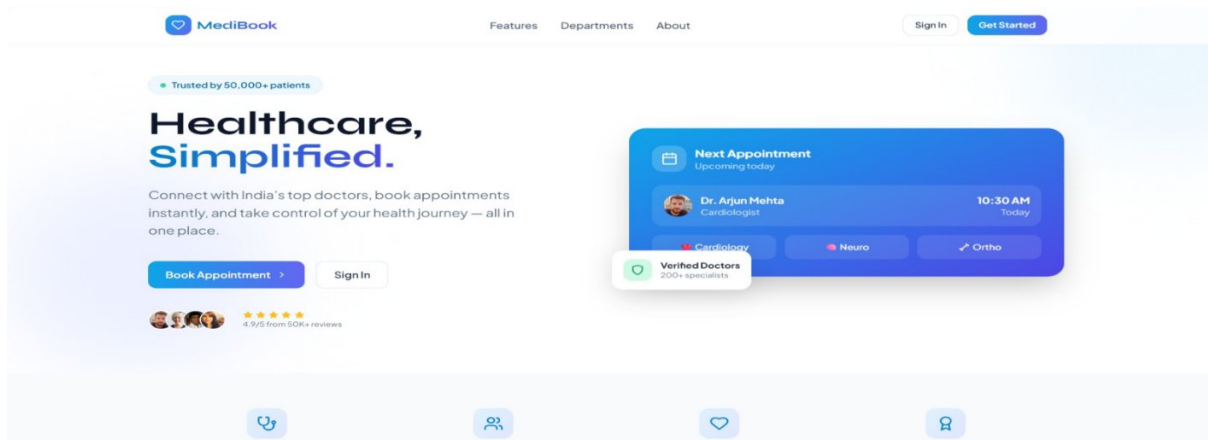 MediBook
Features
Departments
About
Sign In
Get Started
Trusted by 50,000+ patients
Healthcare,
Simplified.
Connect with India's top doctors, book appointments
instantly, and take control of your health journey — all in
one place.
Book Appointment
Sign In
4.9/5 from 50K+ reviews
Next Appointment
Upcoming today
Dr. Arjun Mehta
Cardiologist
10:30 AM
Today
Cardiology
Neuro
Ortho
Verified Doctors
200+ specialists